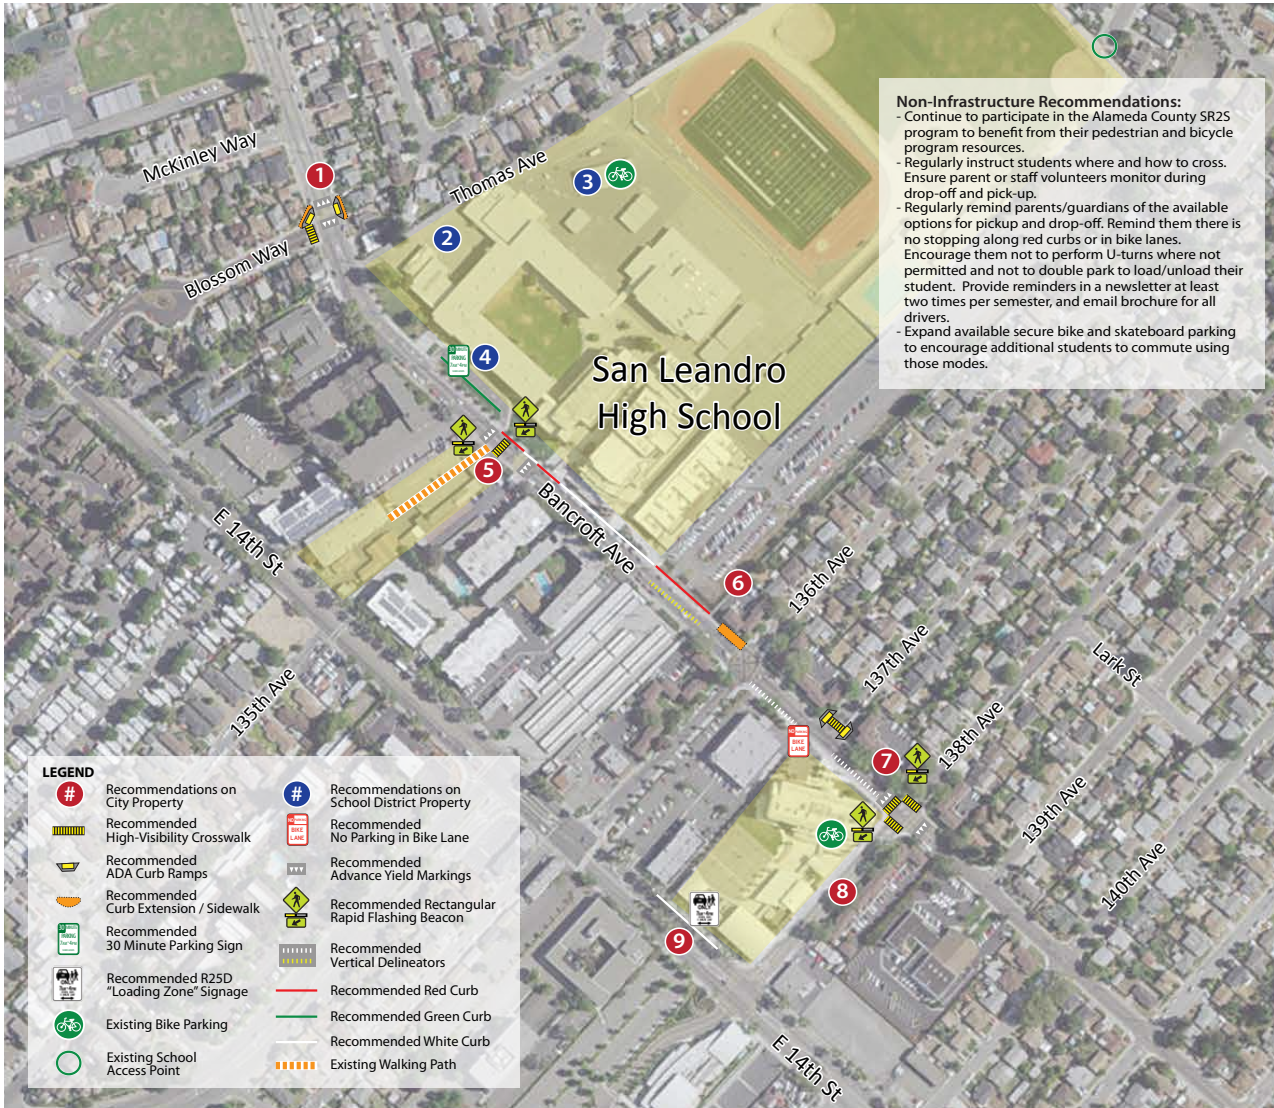 Non-Infrastructure Recommendations:
- Continue to participate in the Alameda County SR2S
program to benefit from their pedestrian and bicycle
program resources.
- Regularly instruct students where and how to cross.
Ensure parent or staff volunteers monitor during
drop-off and pick-up.
- Regularly remind parents/guardians of the available
options for pickup and drop-off. Remind them there is
no stopping along red curbs or in bike lanes.
Encourage them not to perform U-turns where not
permitted and not to double park to load/unload their
student.  Provide reminders in a newsletter at least
two times per semester, and email brochure for all
drivers.
- Expand available secure bike and skateboard parking
to encourage additional students to commute using
those modes.
McKinley Way
Thomas Ave
1
3
2
Blossom Way
4
San Leandro
High School
5
Bancroft Ave
E 14th St
6
136th Ave
137th Ave
Lark St
135th Ave
138th Ave
BIKE
LANE
7
139th Ave
140th Ave
8
ONLY
9
E 14th St
LEGEND
#
Recommendations on
City Property
Recommended
High-Visibility Crosswalk
Recommended
ADA Curb Ramps
Recommended
Curb Extension / Sidewalk
30
PARKING
Recommended
30 Minute Parking Sign
ONLY
Recommended R25D
"Loading Zone" Signage
Existing Bike Parking
Existing School
Access Point
#
Recommendations on
School District Property
NO
BIKE
LANE
Recommended
No Parking in Bike Lane
Recommended
Advance Yield Markings
Recommended Rectangular
Rapid Flashing Beacon
Recommended
Vertical Delineators
Recommended Red Curb
Recommended Green Curb
Recommended White Curb
Existing Walking Path